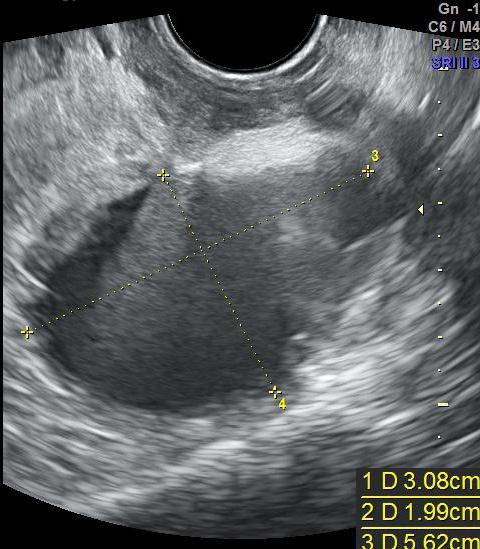 Gn -1
C6 / M4
P4 / E3
SRI II 3
3
4
1 D 3.08cm
2 D 1.99cm
3 D 5.62cm